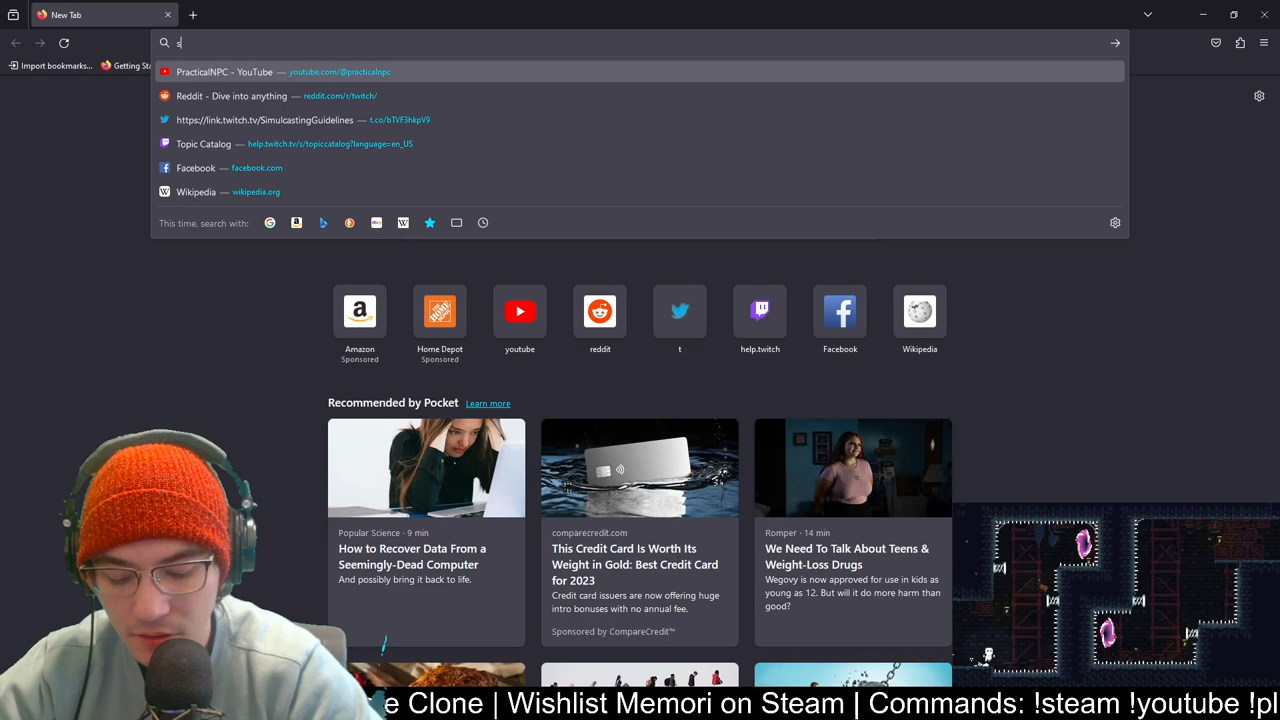 New Tab
s
Import bookmarks...
Getting Sta
PracticalNPC - YouTube — youtube.com/@practicalnpc
Reddit - Dive into anything — reddit.com/r/twitch/
https://link.twitch.tv/SimulcastingGuidelines — t.co/bTVF3hkpV9
Topic Catalog — help.twitch.tv/s/topiccatalog?language=en_US
Facebook — facebook.com
Wikipedia — wikipedia.org
This time, search with:
Amazon
Sponsored
Home Depot
Sponsored
youtube
reddit
t
help.twitch
Facebook
Wikipedia
Recommended by Pocket Learn more
Popular Science · 9 min
How to Recover Data From a
Seemingly-Dead Computer
And possibly bring it back to life.
comparecredit.com
This Credit Card Is Worth Its
Weight in Gold: Best Credit Card
for 2023
Credit card issuers are now offering huge
intro bonuses with no annual fee.
Sponsored by CompareCredit™
Romper · 14 min
We Need To Talk About Teens &
Weight-Loss Drugs
Wegovy is now approved for use in kids as
young as 12. But will it do more harm than
good?
e Clone | Wishlist Memori on Steam | Commands: !steam !youtube !pl